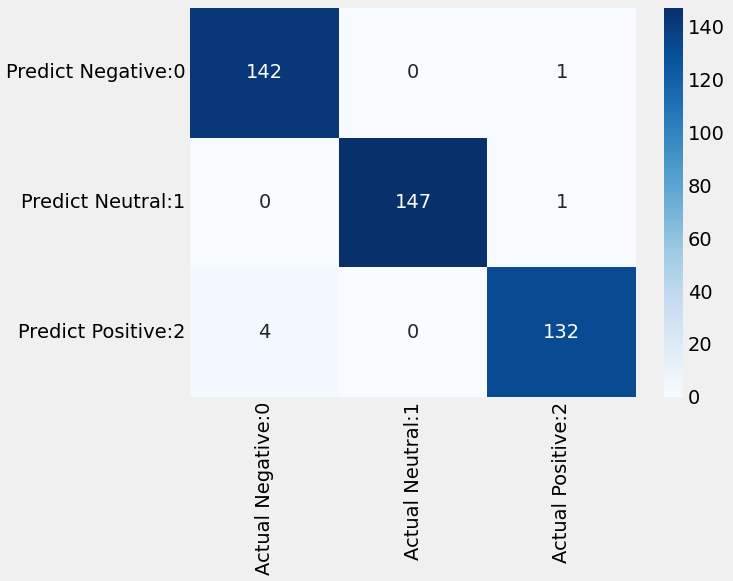 Predict Negative:0 142 0 1
Predict Neutral:1 0 147 1
Predict Positive:2 4 0 132
Actual Negative:0
Actual Neutral:1
Actual Positive:2
140
120
100
80
60
40
20
0